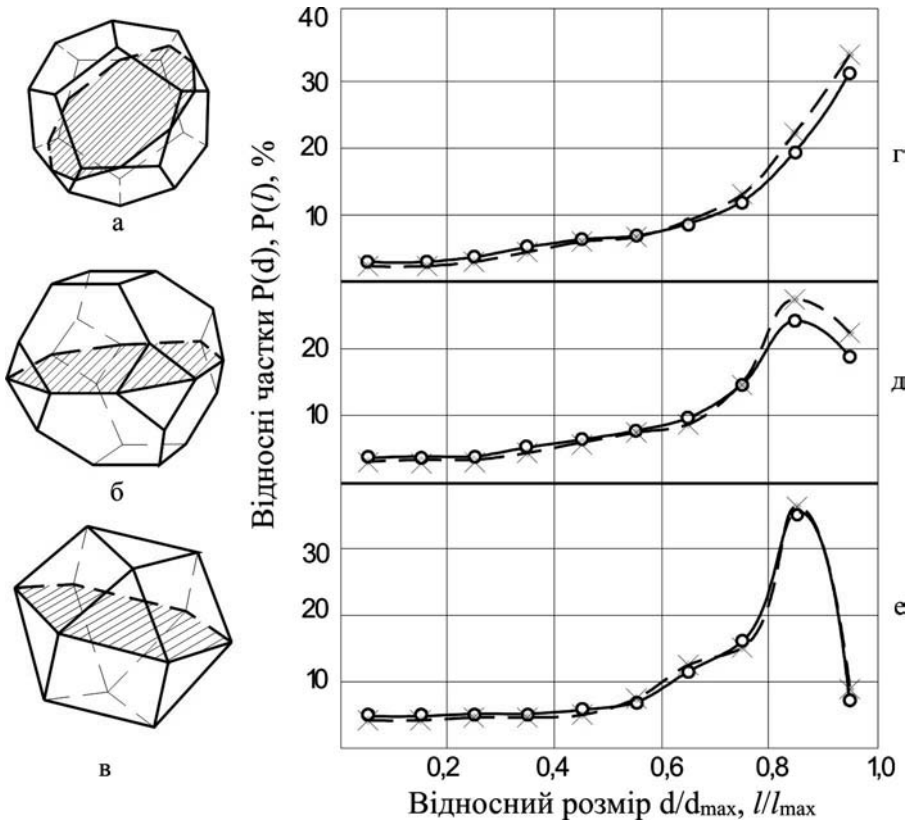 а
б
в
Відносні частки P(d), P(l), %
40
30
20
10
г
20
10
д
30
20
10
е
0,2 0,4 0,6 0,8 1,0
Відносний розмір d/dmax, l/lmax